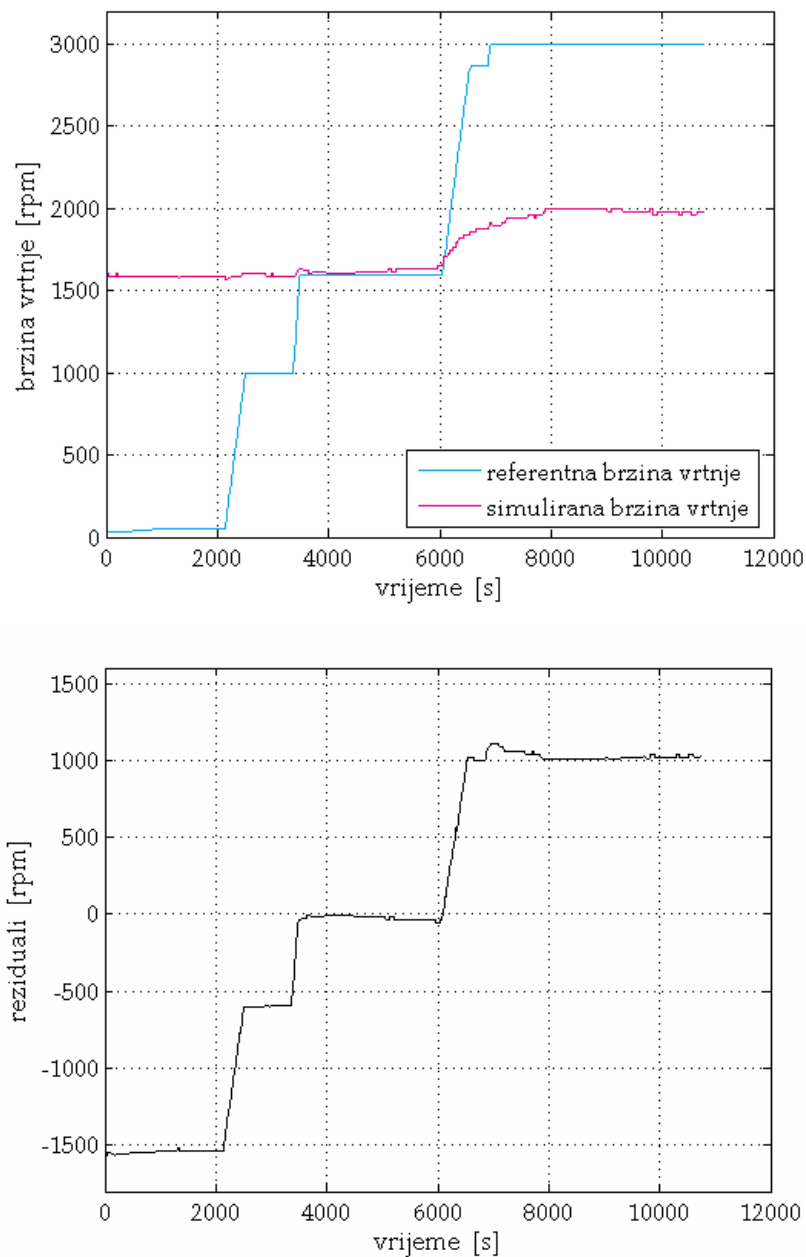 3000
2500
2000
1500
1000
500
0
brzina vrtnje [rpm]
referentna brzina vrtnje
simulirana brzina vrtnje
0 2000 4000 6000 8000 10000 12000
vrijeme [s]
1500
1000
500
0
-500
-1000
-1500
reziduali [rpm]
0 2000 4000 6000 8000 10000 12000
vrijeme [s]